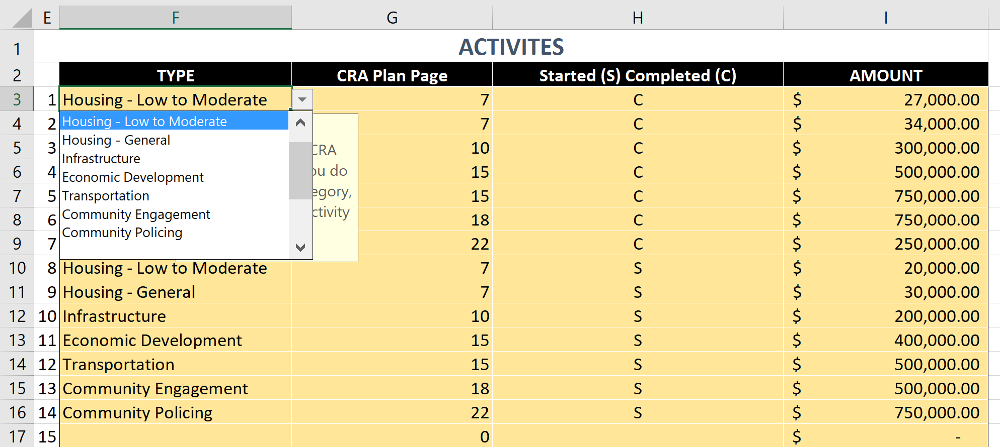 E F G H I
1 ACTIVITES
2 TYPE CRA Plan Page Started (S) Completed (C) AMOUNT
3 1 Housing - Low to Moderate 7 C $ 27,000.00
4 2 Housing - Low to Moderate 7 C $ 34,000.00
Housing - General
5 3 Infrastructure CRA 10 C $ 300,000.00
6 4 Economic Development ou do 15 C $ 500,000.00
7 5 Transportation egory, 15 C $ 750,000.00
8 6 Community Engagement ctivity 18 C $ 750,000.00
9 7 Community Policing 22 C $ 250,000.00
10 8 Housing - Low to Moderate 7 S $ 20,000.00
11 9 Housing - General 7 S $ 30,000.00
12 10 Infrastructure 10 S $ 200,000.00
13 11 Economic Development 15 S $ 400,000.00
14 12 Transportation 15 S $ 500,000.00
15 13 Community Engagement 18 S $ 500,000.00
16 14 Community Policing 22 S $ 750,000.00
17 15 0 $ -